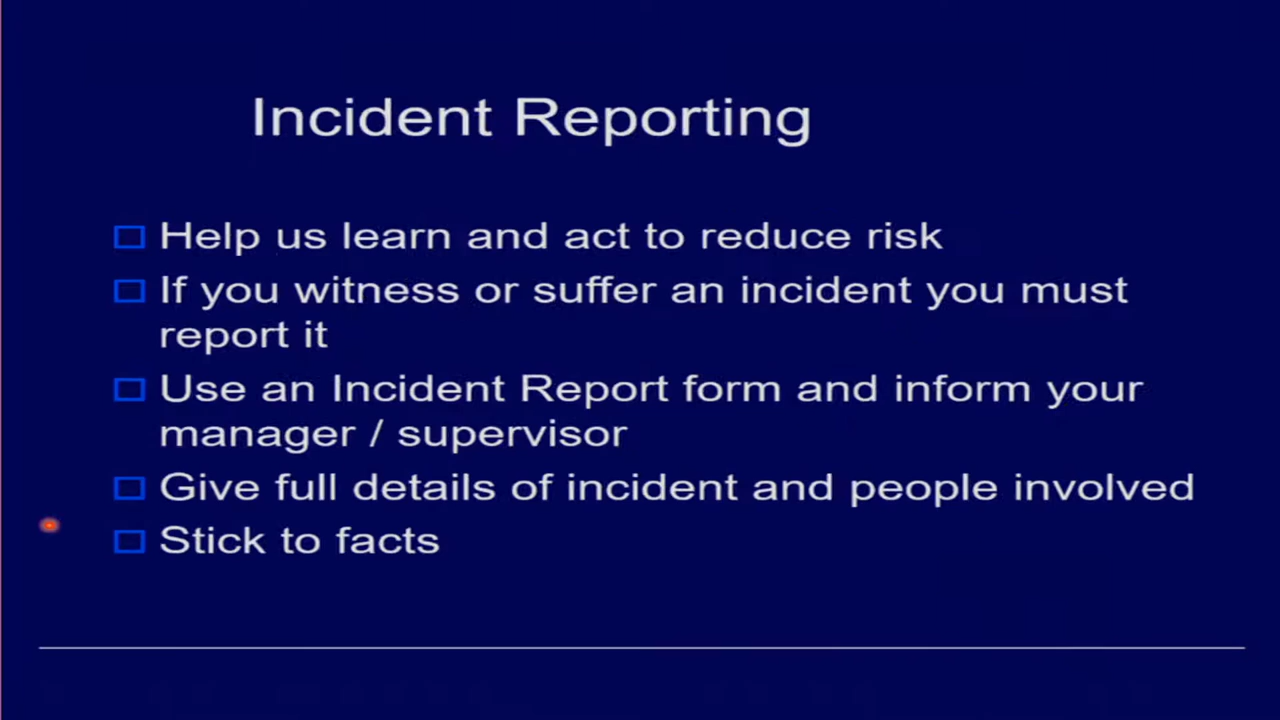 Incident Reporting
Help us learn and act to reduce risk
If you witness or suffer an incident you must
report it
Use an Incident Report form and inform your
manager / supervisor
Give full details of incident and people involved
Stick to facts